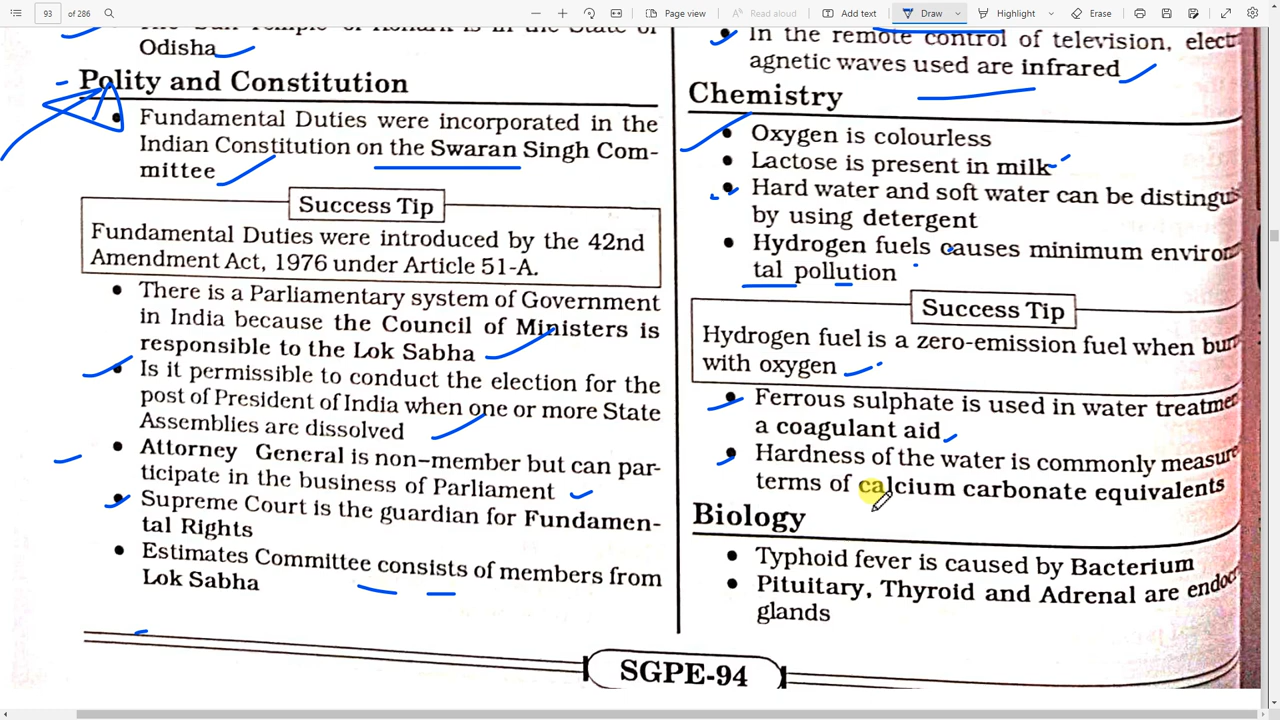 93 of 286
Page view
Read aloud
Add text
Draw
Highlight
Erase
Odisha
Polity and Constitution
• Fundamental Duties were incorporated in the
Indian Constitution on the Swaran Singh Com-
mittee
Success Tip
Fundamental Duties were introduced by the 42nd
Amendment Act, 1976 under Article 51-A.
• There is a Parliamentary system of Government
in India because the Council of Ministers is
responsible to the Lok Sabha
• Is it permissible to conduct the election for the
post of President of India when one or more State
Assemblies are dissolved
• Attorney General is non-member but can par-
ticipate in the business of Parliament
• Supreme Court is the guardian for Fundamen-
tal Rights
• Estimates Committee consists of members from
Lok Sabha
• In the remote control of television, elect
agnetic waves used are infrared
Chemistry
• Oxygen is colourless
• Lactose is present in milk
• Hard water and soft water can be distingu
by using detergent
• Hydrogen fuels causes minimum environ
tal pollution
Success Tip
Hydrogen fuel is a zero-emission fuel when bur
with oxygen
• Ferrous sulphate is used in water treatme
a coagulant aid
• Hardness of the water is commonly measure
terms of calcium carbonate equivalents
Biology
• Typhoid fever is caused by Bacterium
• Pituitary, Thyroid and Adrenal are endoc
glands
SGPE-94